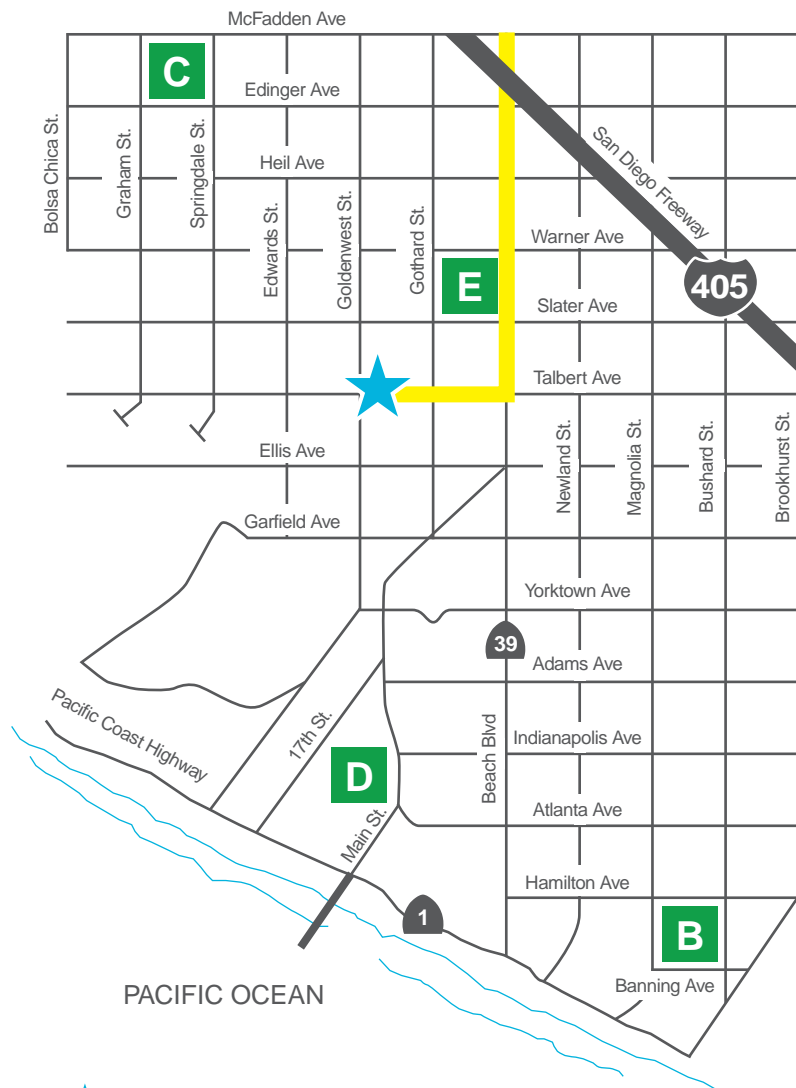 McFadden Ave
C
Edinger Ave
Bolsa Chica St.
Graham St.
Springdale St.
Heil Ave
San Diego Freeway
Edwards St.
Goldenwest St.
Gothard St.
Warner Ave
E
405
Slater Ave
Talbert Ave
Ellis Ave
Newland St.
Magnolia St.
Bushard St.
Brookhurst St.
Garfield Ave
Yorktown Ave
39
Adams Ave
Pacific Coast Highway
17th St.
Indianapolis Ave
Beach Blvd
D
Main St.
Atlanta Ave
Hamilton Ave
1
B
Banning Ave
PACIFIC OCEAN